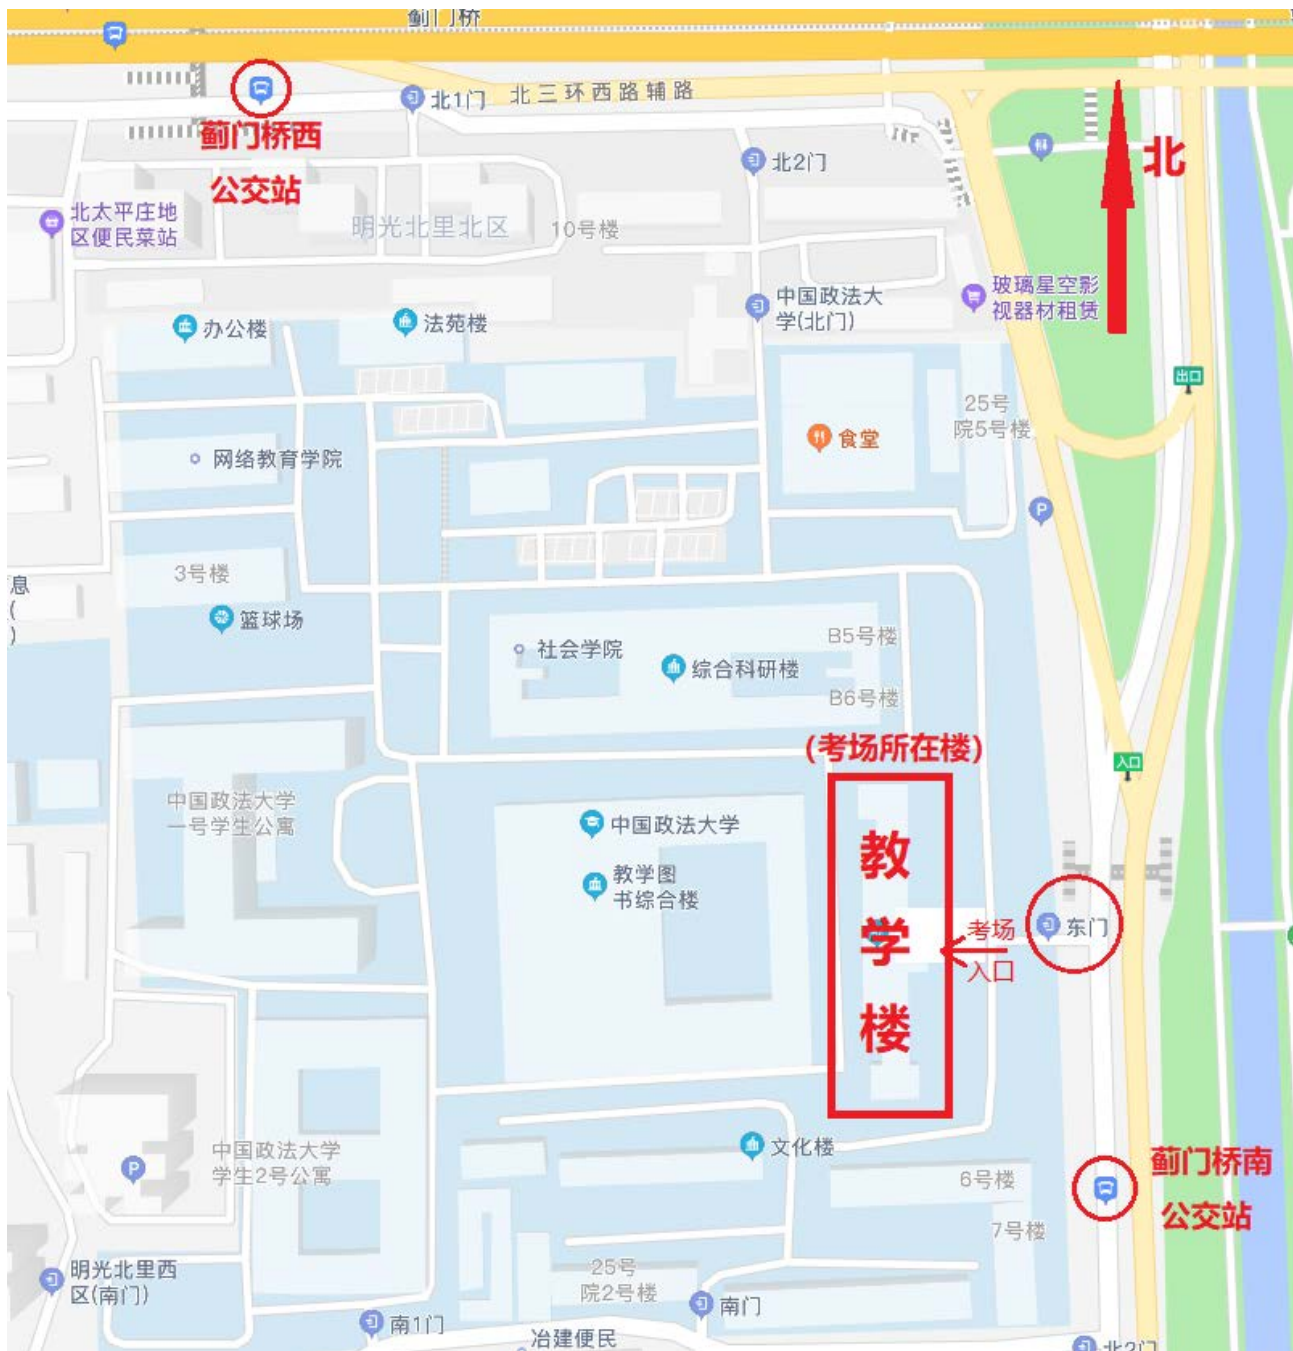 蓟门桥
北1门
北三环西路辅路
蓟门桥西
公交站
北
北2门
北太平庄地
区便民菜站
明光北里北区
10号楼
中国政法大
学(北门)
玻璃星空影
视器材租赁
办公楼
法苑楼
出口
25号
院5号楼
食堂
网络教育学院
P
3号楼
息
(
)
篮球场
社会学院
B5号楼
综合科研楼
B6号楼
(考场所在楼)
入口
中国政法大学
一号学生公寓
中国政法大学
教学图
书综合楼
教
学
楼
考场
入口
东门
中国政法大学
学生2号公寓
P
文化楼
6号楼
7号楼
蓟门桥南
公交站
明光北里西
区(南门)
25号
院2号楼
南1门
南门
冶建便民
北2门